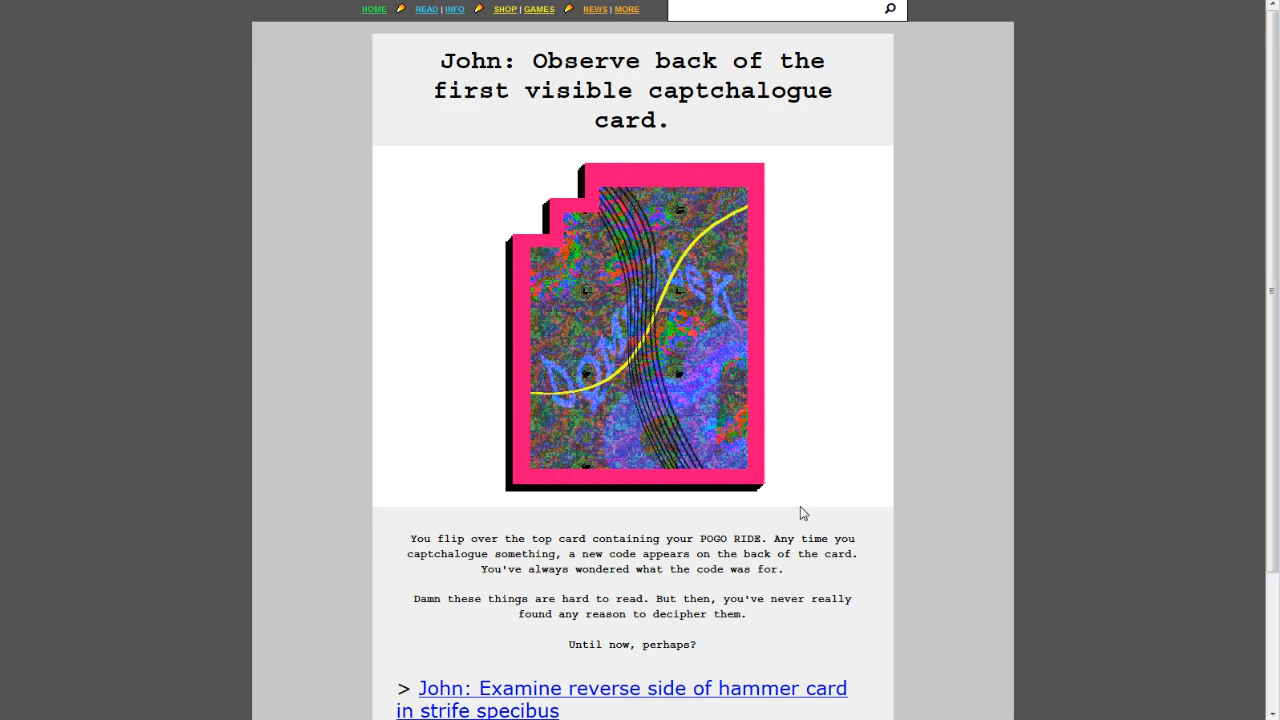 HOME READ | INFO SHOP | GAMES NEWS | MORE
John: Observe back of the
first visible captchalogue
card.
You flip over the top card containing your POGO RIDE. Any time you
captchalogue something, a new code appears on the back of the card.
You've always wondered what the code was for.
Damn these things are hard to read. But then, you've never really
found any reason to decipher them.
Until now, perhaps?
> John: Examine reverse side of hammer card
in strife specibus